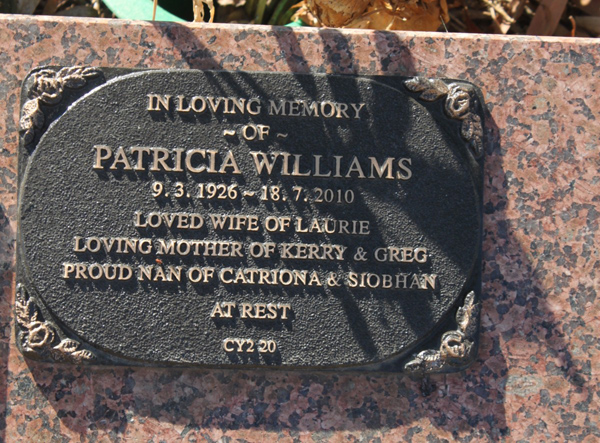 IN LOVING MEMORY
~ OF ~
PATRICIA WILLIAMS
9. 3. 1926 ~ 18. 7. 2010
LOVED WIFE OF LAURIE
LOVING MOTHER OF KERRY & GREG
PROUD NAN OF CATRIONA & SIOBHAN
AT REST
CY2 20